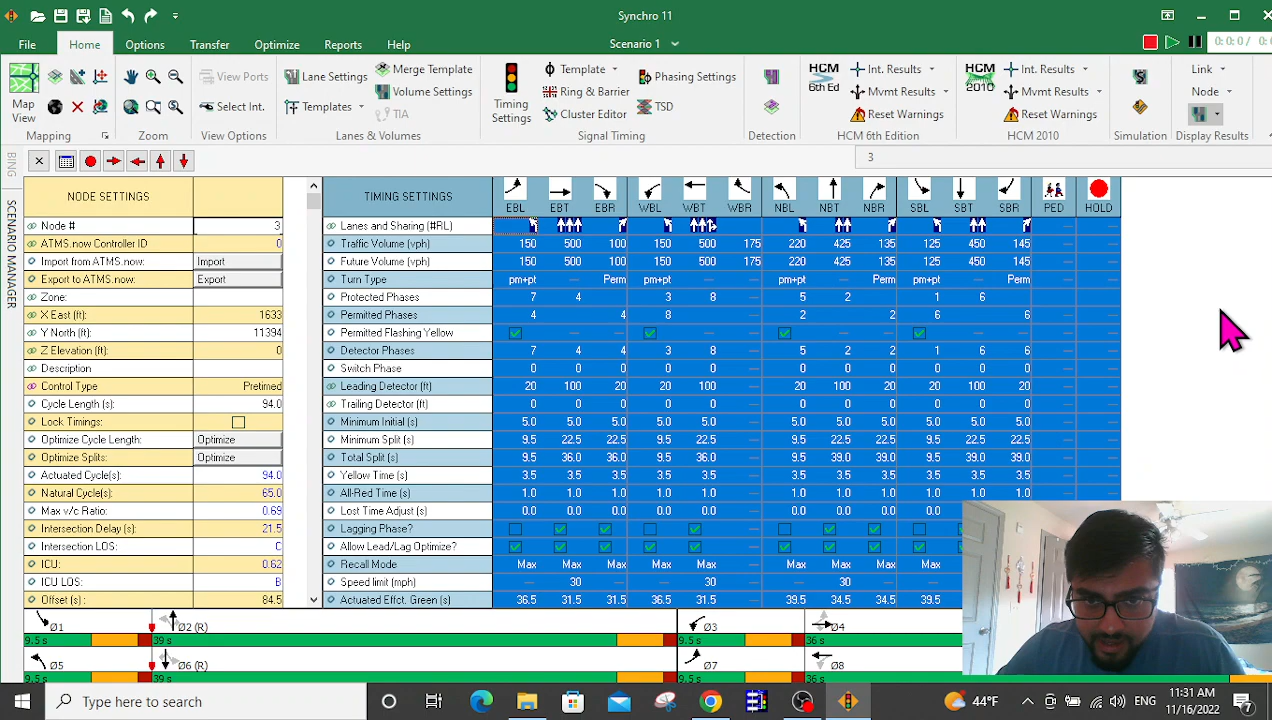 Synchro 11
File Home Options Transfer Optimize Reports Help Scenario 1 0: 0: 0 /
Map View View Ports Select Int. Lane Settings Templates Merge Template Volume Settings TIA Timing Settings Template Ring & Barrier Cluster Editor Phasing Settings TSD HCM 6th Ed Int. Results Mvmt Results Reset Warnings HCM 2010 Int. Results Mvmt Results Reset Warnings Link Node
Mapping Zoom View Options Lanes & Volumes Signal Timing Detection HCM 6th Edition HCM 2010 Simulation Display Results
3
BING
SCENARIO MANAGER
NODE SETTINGS
Node # 3
ATMS.now Controller ID 0
Import from ATMS.now: Import
Export to ATMS.now: Export
Zone:
X East (ft): 1633
Y North (ft): 11394
Z Elevation (ft): 0
Description
Control Type Pretimed
Cycle Length (s): 94.0
Lock Timings:
Optimize Cycle Length: Optimize
Optimize Splits: Optimize
Actuated Cycle(s): 94.0
Natural Cycle(s): 65.0
Max v/c Ratio: 0.69
Intersection Delay (s): 21.5
Intersection LOS: C
ICU: 0.62
ICU LOS: B
Offset (s): 84.5
TIMING SETTINGS EBL EBT EBR WBL WBT WBR NBL NBT NBR SBL SBT SBR PED HOLD
Lanes and Sharing (#RL)
Traffic Volume (vph) 150 500 100 150 500 175 220 425 135 125 450 145 — —
Future Volume (vph) 150 500 100 150 500 175 220 425 135 125 450 145 — —
Turn Type pm+pt — Perm pm+pt — — pm+pt — Perm pm+pt — Perm — —
Protected Phases 7 4 3 8 5 2 1 6 — —
Permitted Phases 4 4 8 — 2 2 6 6 — —
Permitted Flashing Yellow — — — — — — — — — —
Detector Phases 7 4 4 3 8 — 5 2 2 1 6 6 — —
Switch Phase 0 0 0 0 0 — 0 0 0 0 0 0 — —
Leading Detector (ft) 20 100 20 20 100 — 20 100 20 20 100 20 — —
Trailing Detector (ft) 0 0 0 0 0 — 0 0 0 0 0 0 — —
Minimum Initial (s) 5.0 5.0 5.0 5.0 5.0 — 5.0 5.0 5.0 5.0 5.0 5.0 — —
Minimum Split (s) 9.5 22.5 22.5 9.5 22.5 — 9.5 22.5 22.5 9.5 22.5 22.5 — —
Total Split (s) 9.5 36.0 36.0 9.5 36.0 — 9.5 39.0 39.0 9.5 39.0 39.0 — —
Yellow Time (s) 3.5 3.5 3.5 3.5 3.5 — 3.5 3.5 3.5 3.5 3.5 3.5 — —
All-Red Time (s) 1.0 1.0 1.0 1.0 1.0 — 1.0 1.0 1.0 1.0 1.0 1.0 — —
Lost Time Adjust (s) 0.0 0.0 0.0 0.0 0.0 — 0.0 0.0 0.0 0.0
Lagging Phase?
Allow Lead/Lag Optimize?
Recall Mode Max Max Max Max Max — Max Max Max Max
Speed limit (mph) — 30 — — 30 — — 30 — —
Actuated Effct. Green (s) 36.5 31.5 31.5 36.5 31.5 — 39.5 34.5 34.5 39.5
Ø1 Ø2 (R) Ø3 Ø4
9.5 s 39 s 9.5 s 36 s
Ø5 Ø6 (R) Ø7 Ø8
9.5 s 39 s 9.5 s 36 s
Type here to search 44°F ENG 11:31 AM
11/16/2022 7